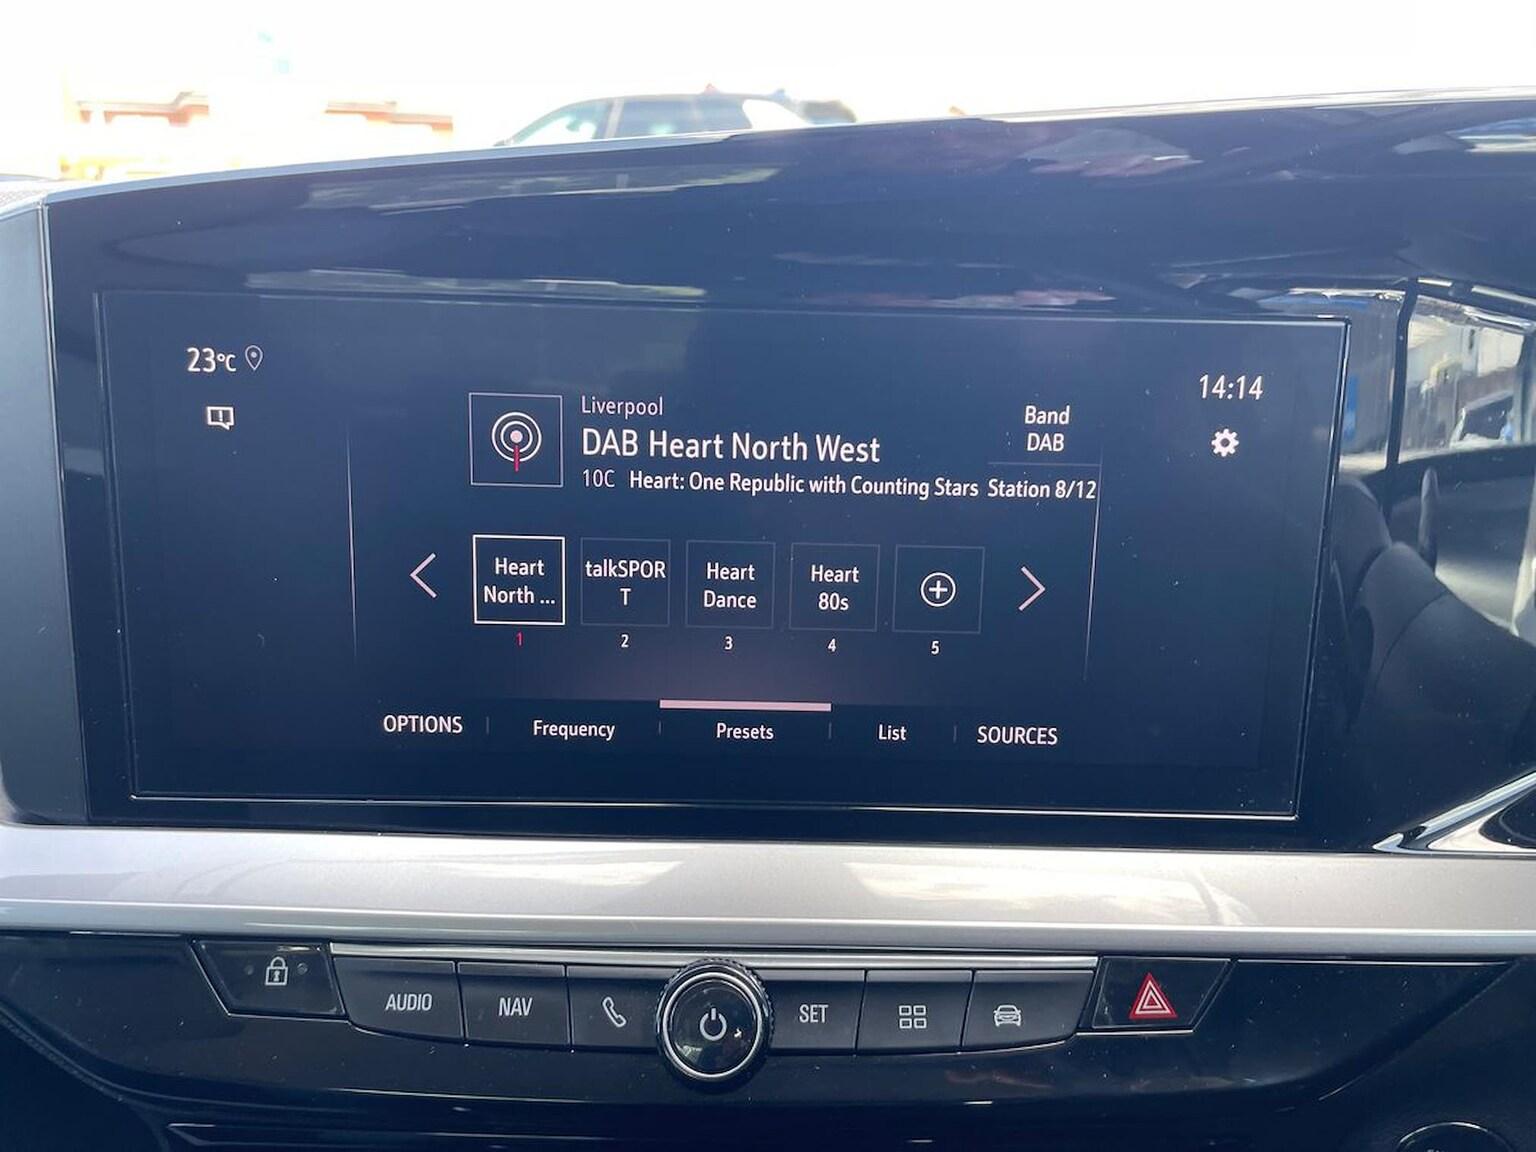 23°C
14:14
Liverpool
DAB Heart North West
10C Heart: One Republic with Counting Stars
Band
DAB
Station 8/12
Heart
North ...
1
talkSPOR
T
2
Heart
Dance
3
Heart
80s
4
5
OPTIONS
Frequency
Presets
List
SOURCES
AUDIO
NAV
SET